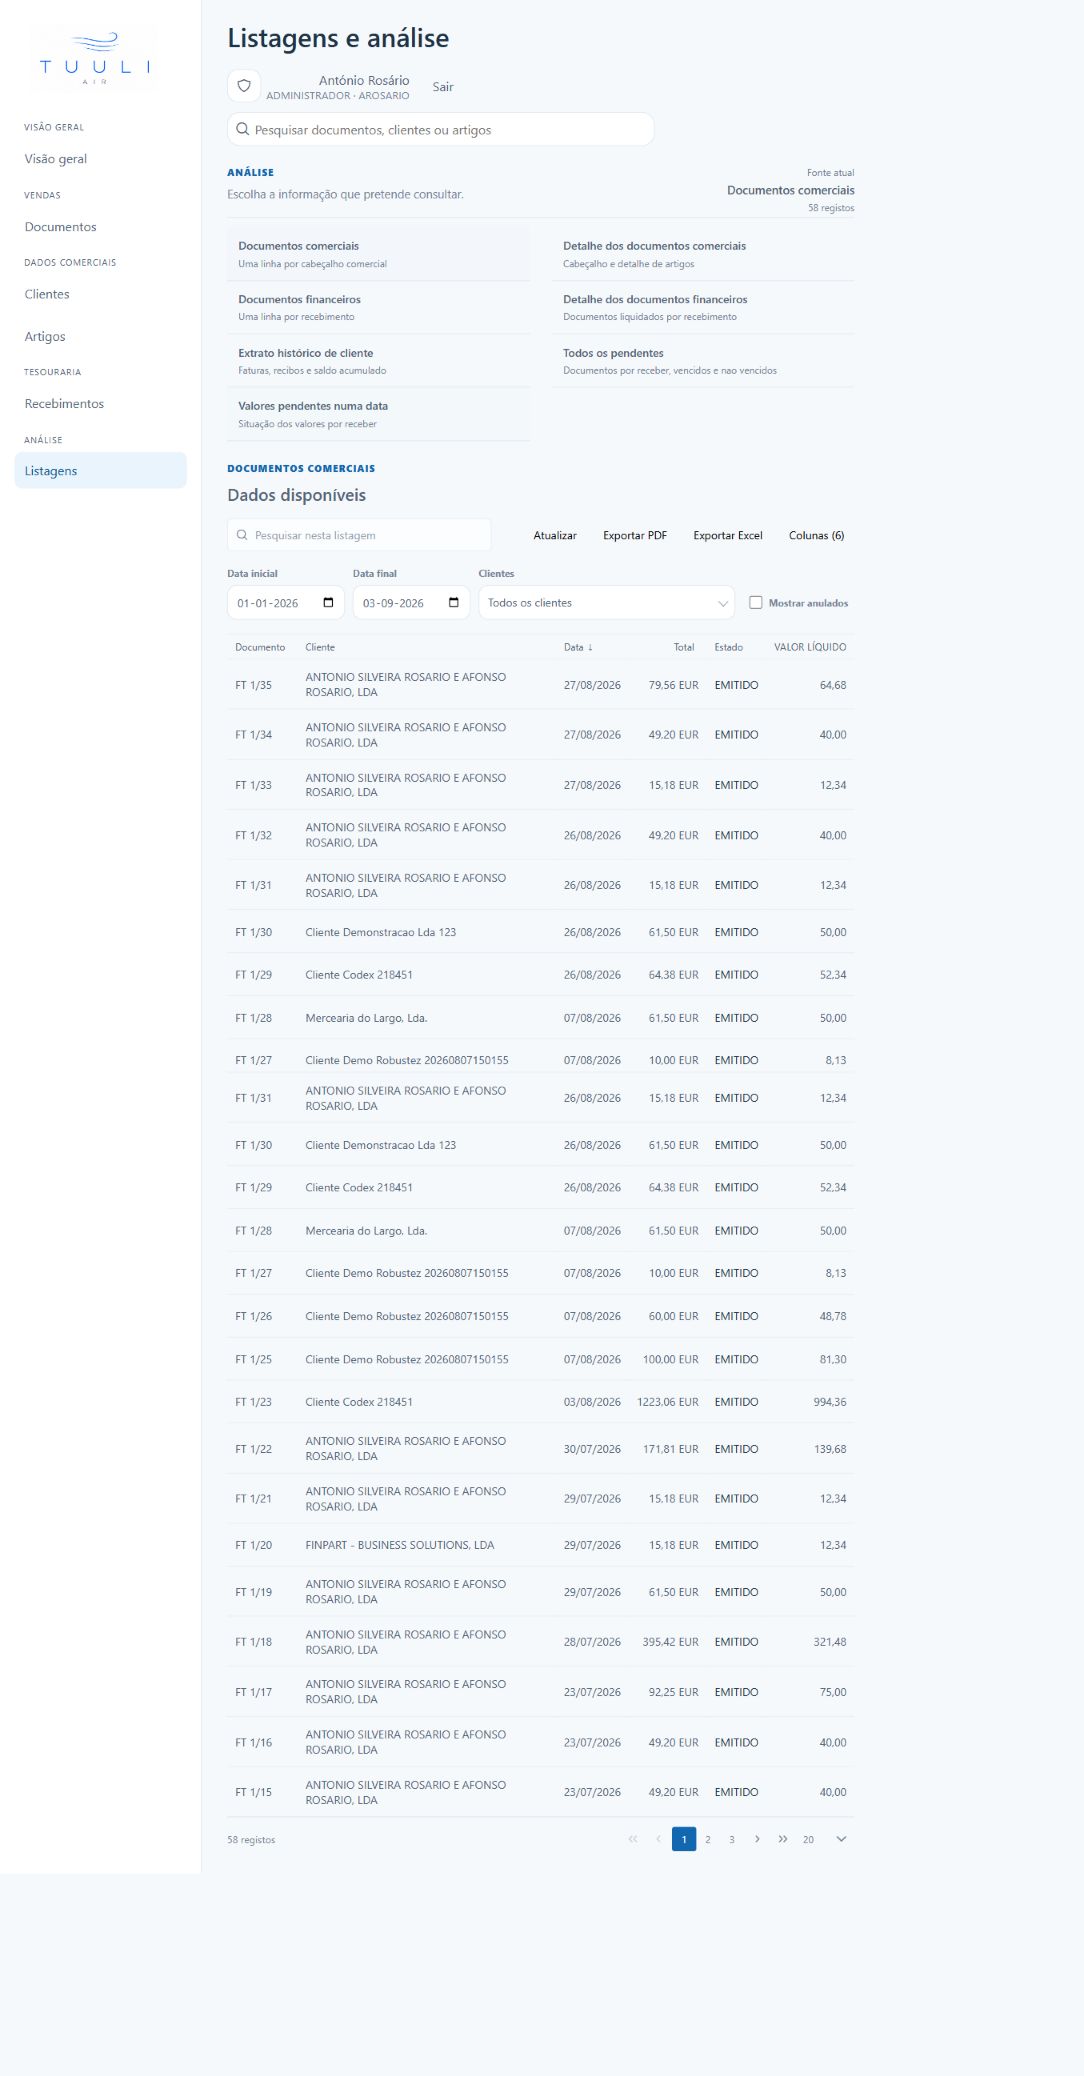 TUULI
AIR
VISÃO GERAL
Visão geral
VENDAS
Documentos
DADOS COMERCIAIS
Clientes
Artigos
TESOURARIA
Recebimentos
ANÁLISE
Listagens
Listagens e análise
António Rosário
ADMINISTRADOR · AROSARIO
Sair
Pesquisar documentos, clientes ou artigos
ANÁLISE
Escolha a informação que pretende consultar.
Fonte atual
Documentos comerciais
58 registos
Documentos comerciais
Uma linha por cabeçalho comercial
Detalhe dos documentos comerciais
Cabeçalho e detalhe de artigos
Documentos financeiros
Uma linha por recebimento
Detalhe dos documentos financeiros
Documentos liquidados por recebimento
Extrato histórico de cliente
Faturas, recibos e saldo acumulado
Todos os pendentes
Documentos por receber, vencidos e nao vencidos
Valores pendentes numa data
Situação dos valores por receber
DOCUMENTOS COMERCIAIS
Dados disponíveis
Pesquisar nesta listagem
Atualizar
Exportar PDF
Exportar Excel
Colunas (6)
Data inicial
Data final
Clientes
01-01-2026
03-09-2026
Todos os clientes
Mostrar anulados
Documento Cliente Data ↓ Total Estado VALOR LÍQUIDO
FT 1/35 ANTONIO SILVEIRA ROSARIO E AFONSO ROSARIO, LDA 27/08/2026 79,56 EUR EMITIDO 64,68
FT 1/34 ANTONIO SILVEIRA ROSARIO E AFONSO ROSARIO, LDA 27/08/2026 49,20 EUR EMITIDO 40,00
FT 1/33 ANTONIO SILVEIRA ROSARIO E AFONSO ROSARIO, LDA 27/08/2026 15,18 EUR EMITIDO 12,34
FT 1/32 ANTONIO SILVEIRA ROSARIO E AFONSO ROSARIO, LDA 26/08/2026 49,20 EUR EMITIDO 40,00
FT 1/31 ANTONIO SILVEIRA ROSARIO E AFONSO ROSARIO, LDA 26/08/2026 15,18 EUR EMITIDO 12,34
FT 1/30 Cliente Demonstracao Lda 123 26/08/2026 61,50 EUR EMITIDO 50,00
FT 1/29 Cliente Codex 218451 26/08/2026 64,38 EUR EMITIDO 52,34
FT 1/28 Mercearia do Largo, Lda. 07/08/2026 61,50 EUR EMITIDO 50,00
FT 1/27 Cliente Demo Robustez 20260807150155 07/08/2026 10,00 EUR EMITIDO 8,13
FT 1/31 ANTONIO SILVEIRA ROSARIO E AFONSO ROSARIO, LDA 26/08/2026 15,18 EUR EMITIDO 12,34
FT 1/30 Cliente Demonstracao Lda 123 26/08/2026 61,50 EUR EMITIDO 50,00
FT 1/29 Cliente Codex 218451 26/08/2026 64,38 EUR EMITIDO 52,34
FT 1/28 Mercearia do Largo, Lda. 07/08/2026 61,50 EUR EMITIDO 50,00
FT 1/27 Cliente Demo Robustez 20260807150155 07/08/2026 10,00 EUR EMITIDO 8,13
FT 1/26 Cliente Demo Robustez 20260807150155 07/08/2026 60,00 EUR EMITIDO 48,78
FT 1/25 Cliente Demo Robustez 20260807150155 07/08/2026 100,00 EUR EMITIDO 81,30
FT 1/23 Cliente Codex 218451 03/08/2026 1223,06 EUR EMITIDO 994,36
FT 1/22 ANTONIO SILVEIRA ROSARIO E AFONSO ROSARIO, LDA 30/07/2026 171,81 EUR EMITIDO 139,68
FT 1/21 ANTONIO SILVEIRA ROSARIO E AFONSO ROSARIO, LDA 29/07/2026 15,18 EUR EMITIDO 12,34
FT 1/20 FINPART - BUSINESS SOLUTIONS, LDA 29/07/2026 15,18 EUR EMITIDO 12,34
FT 1/19 ANTONIO SILVEIRA ROSARIO E AFONSO ROSARIO, LDA 29/07/2026 61,50 EUR EMITIDO 50,00
FT 1/18 ANTONIO SILVEIRA ROSARIO E AFONSO ROSARIO, LDA 28/07/2026 395,42 EUR EMITIDO 321,48
FT 1/17 ANTONIO SILVEIRA ROSARIO E AFONSO ROSARIO, LDA 23/07/2026 92,25 EUR EMITIDO 75,00
FT 1/16 ANTONIO SILVEIRA ROSARIO E AFONSO ROSARIO, LDA 23/07/2026 49,20 EUR EMITIDO 40,00
FT 1/15 ANTONIO SILVEIRA ROSARIO E AFONSO ROSARIO, LDA 23/07/2026 49,20 EUR EMITIDO 40,00
58 registos
1 2 3 20